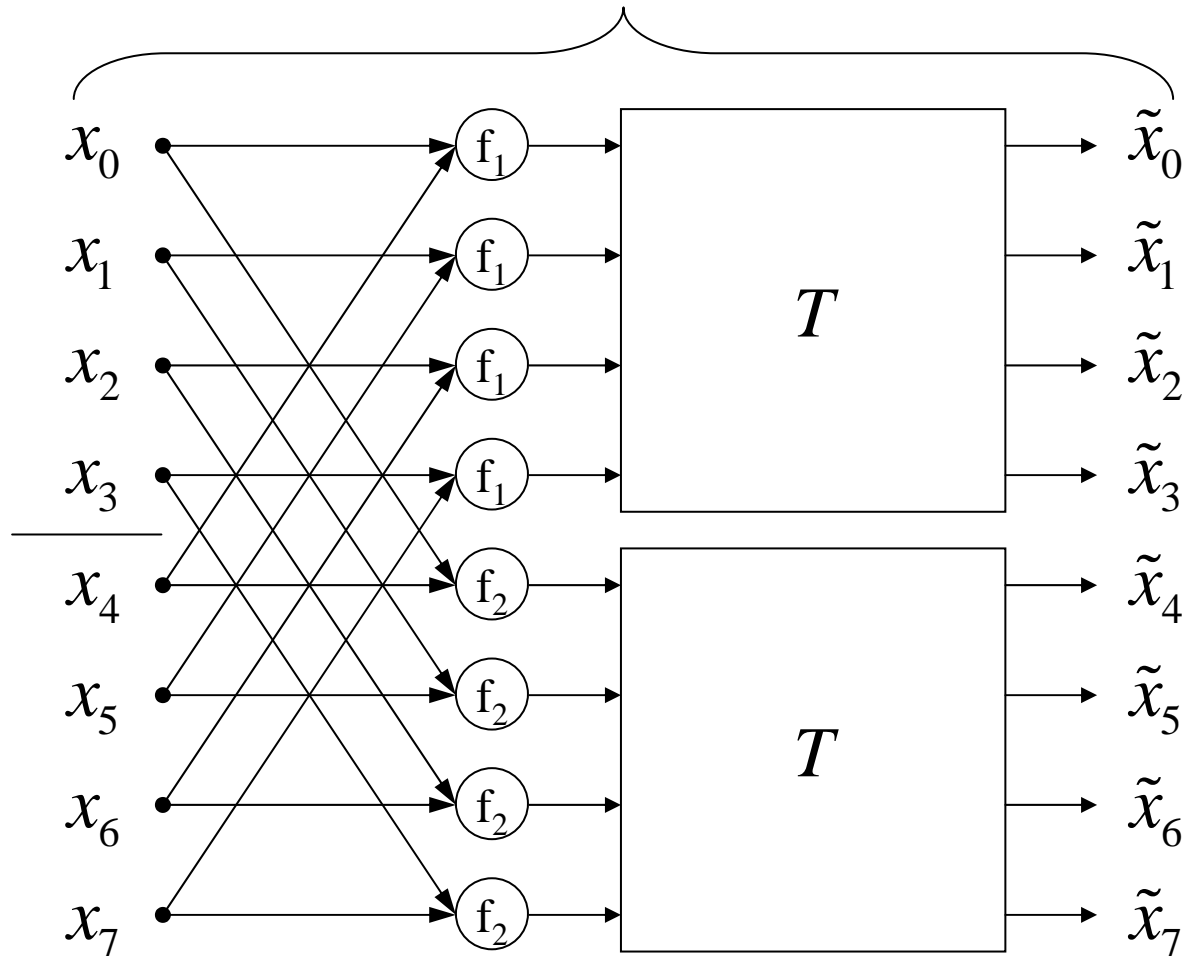 x₀ f₁ x̃₀
x₁ f₁ x̃₁
x₂ f₁ T x̃₂
x₃ f₁ x̃₃
x₄ f₂ x̃₄
x₅ f₂ x̃₅
x₆ f₂ T x̃₆
x₇ f₂ x̃₇